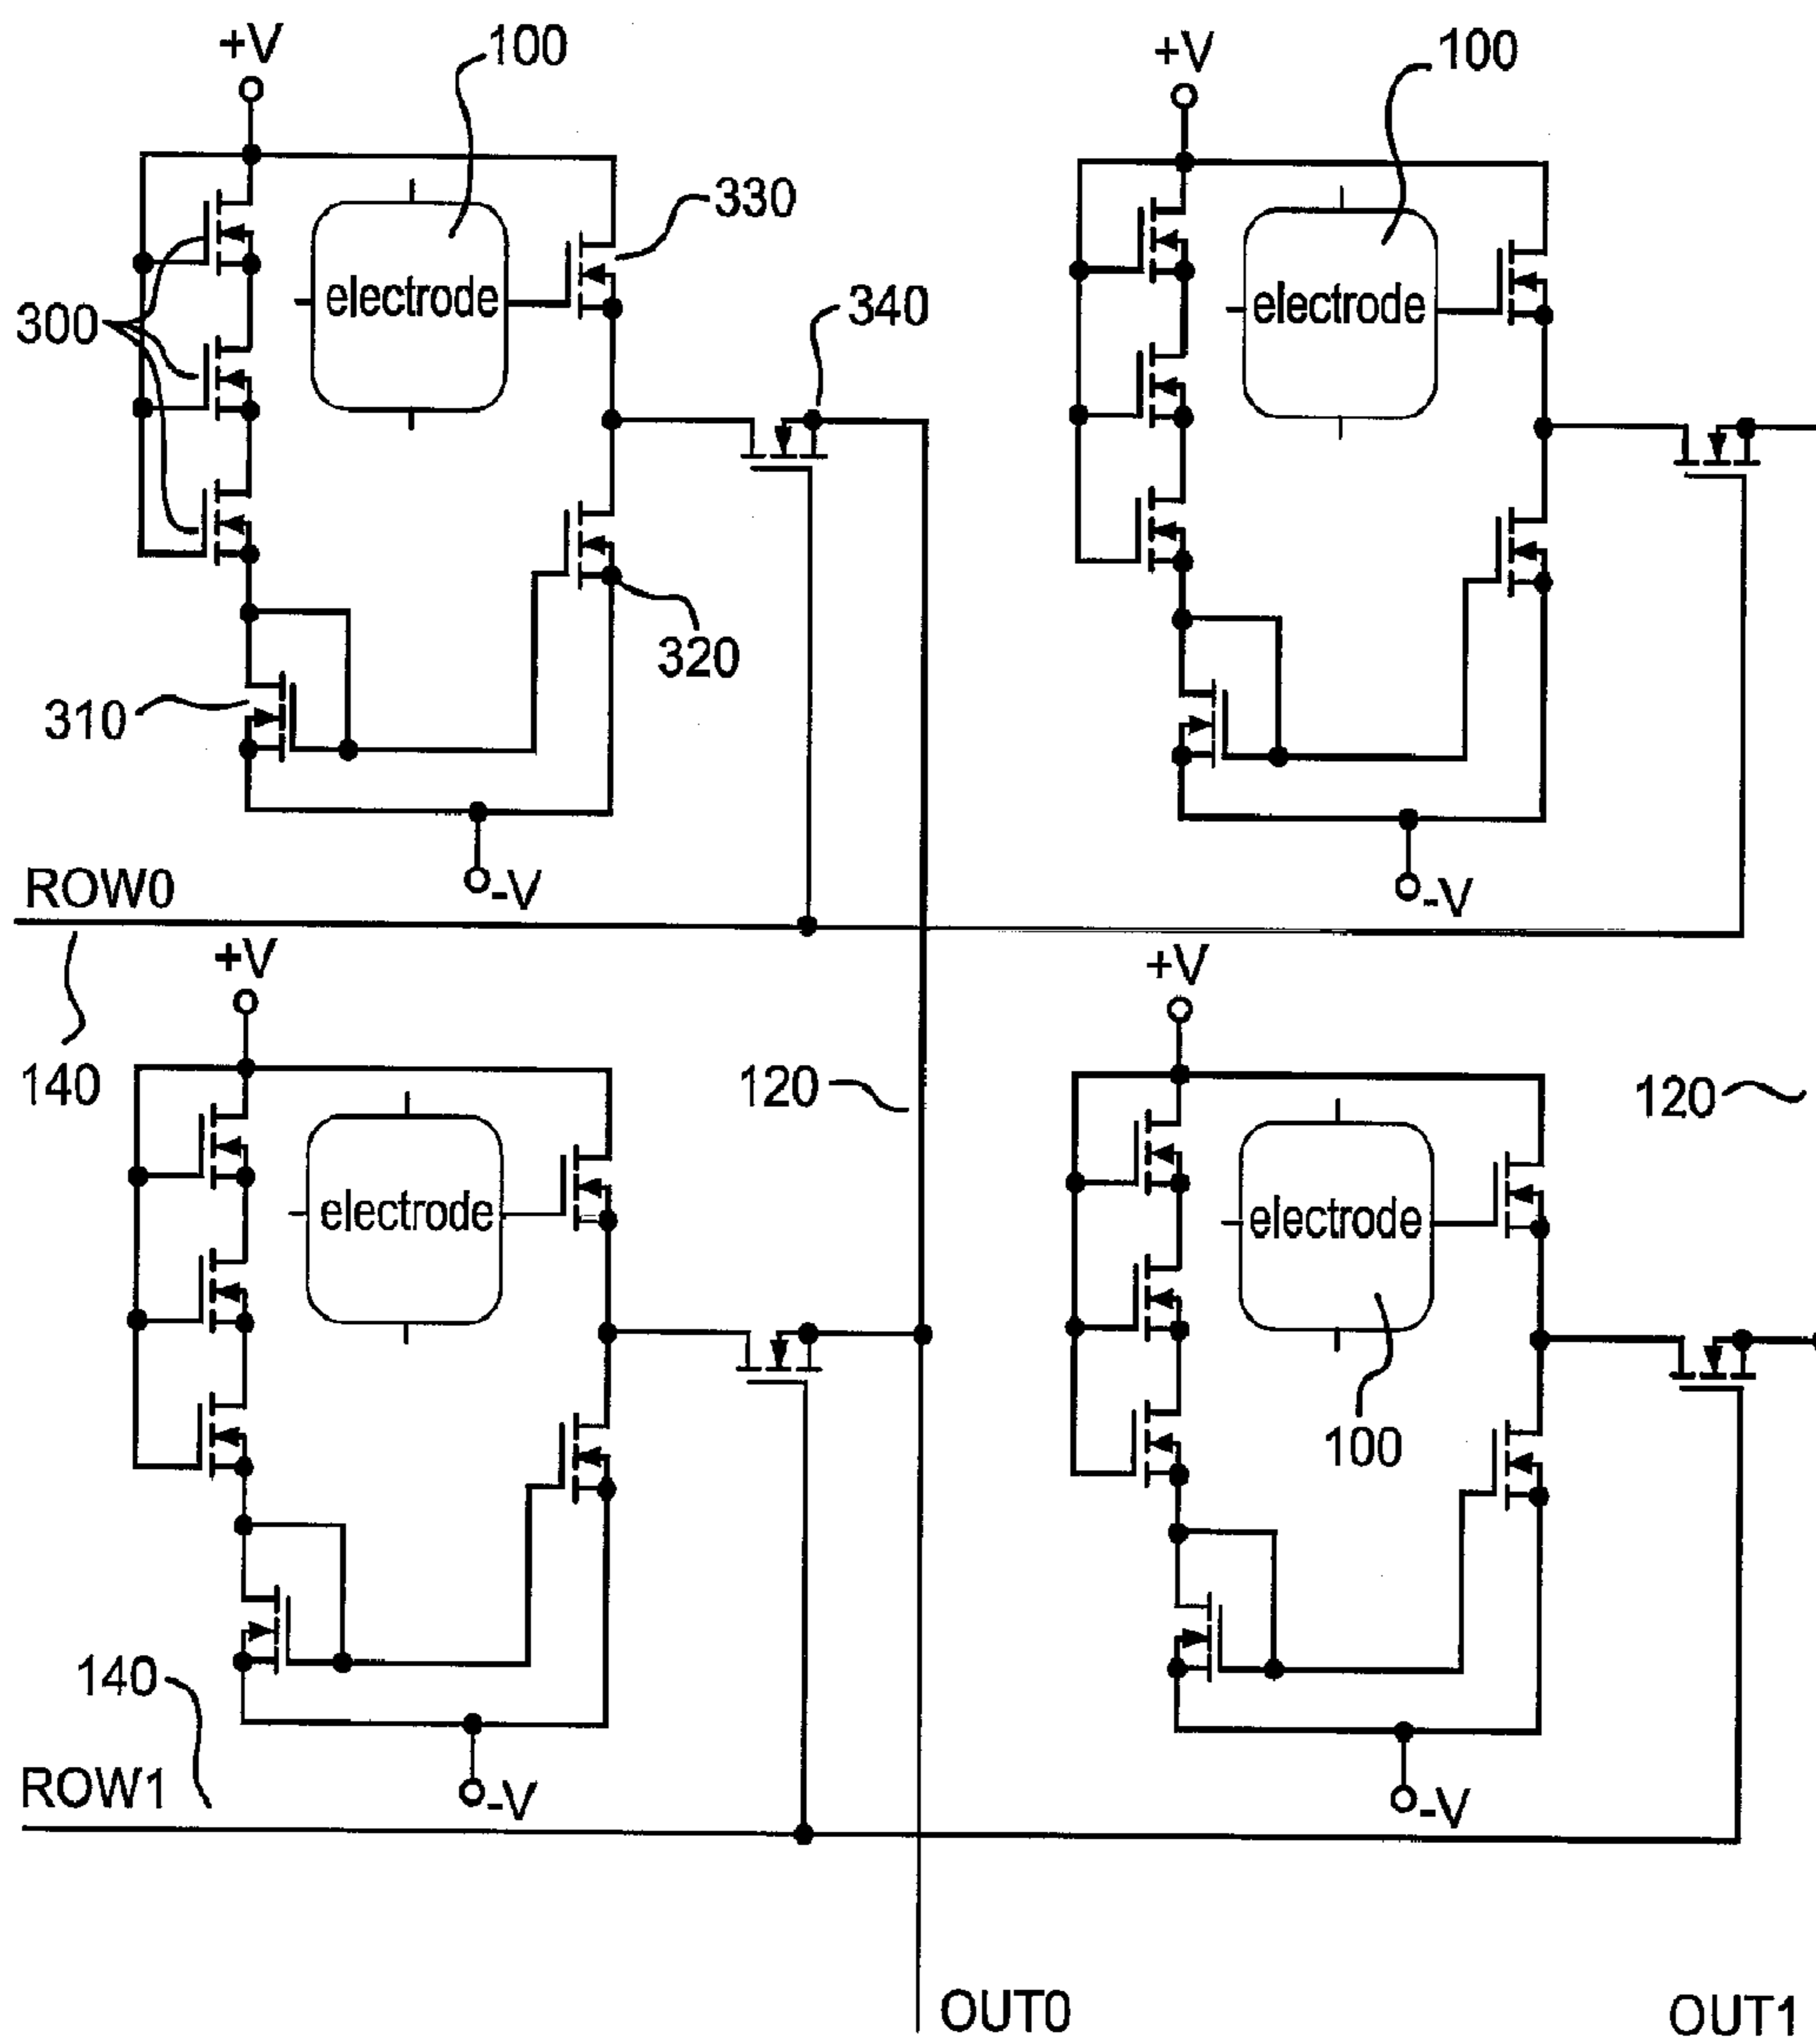 +V
100
+V
100
330
electrode
electrode
300
340
320
310
-V
-V
ROW0
+V
+V
140
120
120
electrode
electrode
100
140
ROW1
-V
-V
OUT0
OUT1